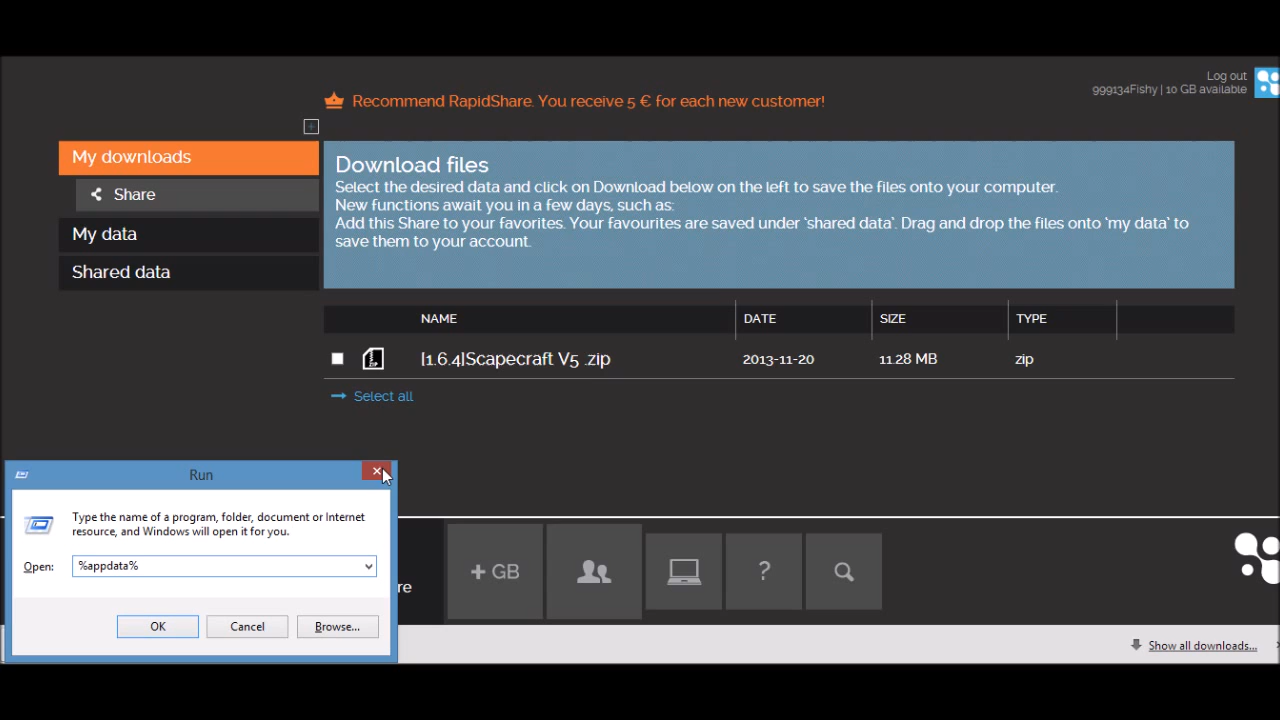 Log out
999134Fishy | 10 GB available
Recommend RapidShare. You receive 5 € for each new customer!
My downloads
Share
My data
Shared data
Download files
Select the desired data and click on Download below on the left to save the files onto your computer.
New functions await you in a few days, such as:
Add this Share to your favorites. Your favourites are saved under 'shared data'. Drag and drop the files onto 'my data' to
save them to your account.
NAME DATE SIZE TYPE
[1.6.4]Scapecraft V5 .zip 2013-11-20 11.28 MB zip
Select all
Run
Type the name of a program, folder, document or Internet
resource, and Windows will open it for you.
Open: %appdata%
OK Cancel Browse...
re
+ GB
?
ZIP
Show all downloads...